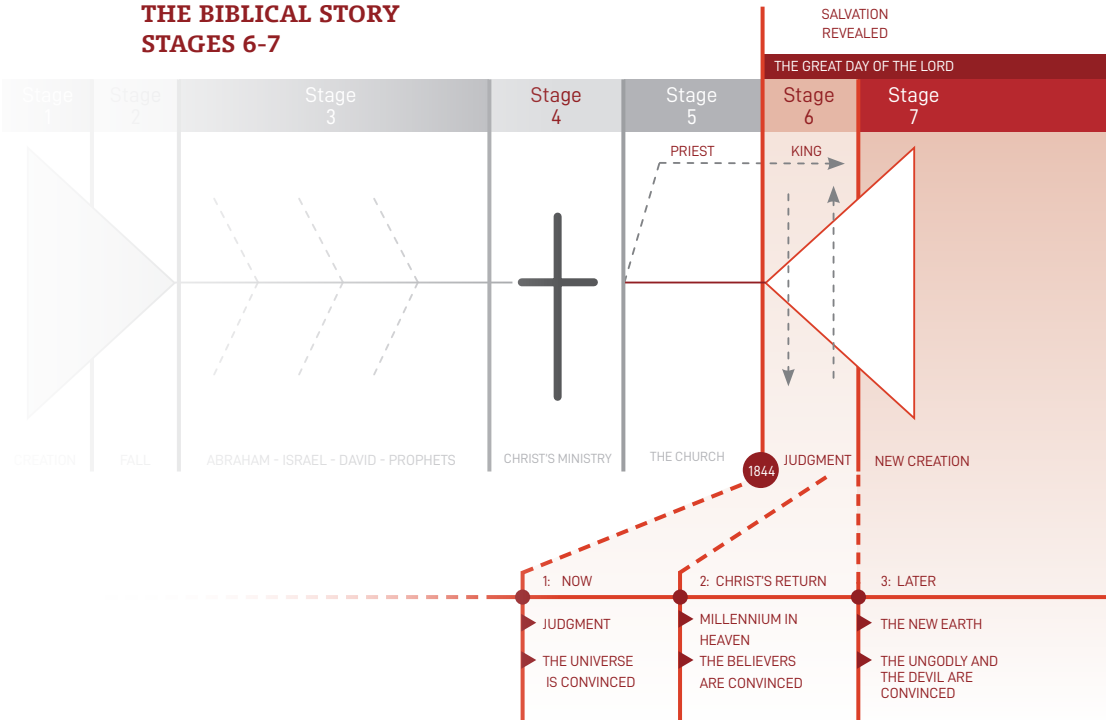 THE BIBLICAL STORY
STAGES 6-7
SALVATION
REVEALED
THE GREAT DAY OF THE LORD
Stage
1
Stage
2
Stage
3
Stage
4
Stage
5
Stage
6
Stage
7
PRIEST
KING
CREATION
FALL
ABRAHAM - ISRAEL - DAVID - PROPHETS
CHRIST'S MINISTRY
THE CHURCH
1844
JUDGMENT
NEW CREATION
1: NOW
JUDGMENT
THE UNIVERSE
IS CONVINCED
2: CHRIST'S RETURN
MILLENNIUM IN
HEAVEN
THE BELIEVERS
ARE CONVINCED
3: LATER
THE NEW EARTH
THE UNGODLY AND
THE DEVIL ARE
CONVINCED